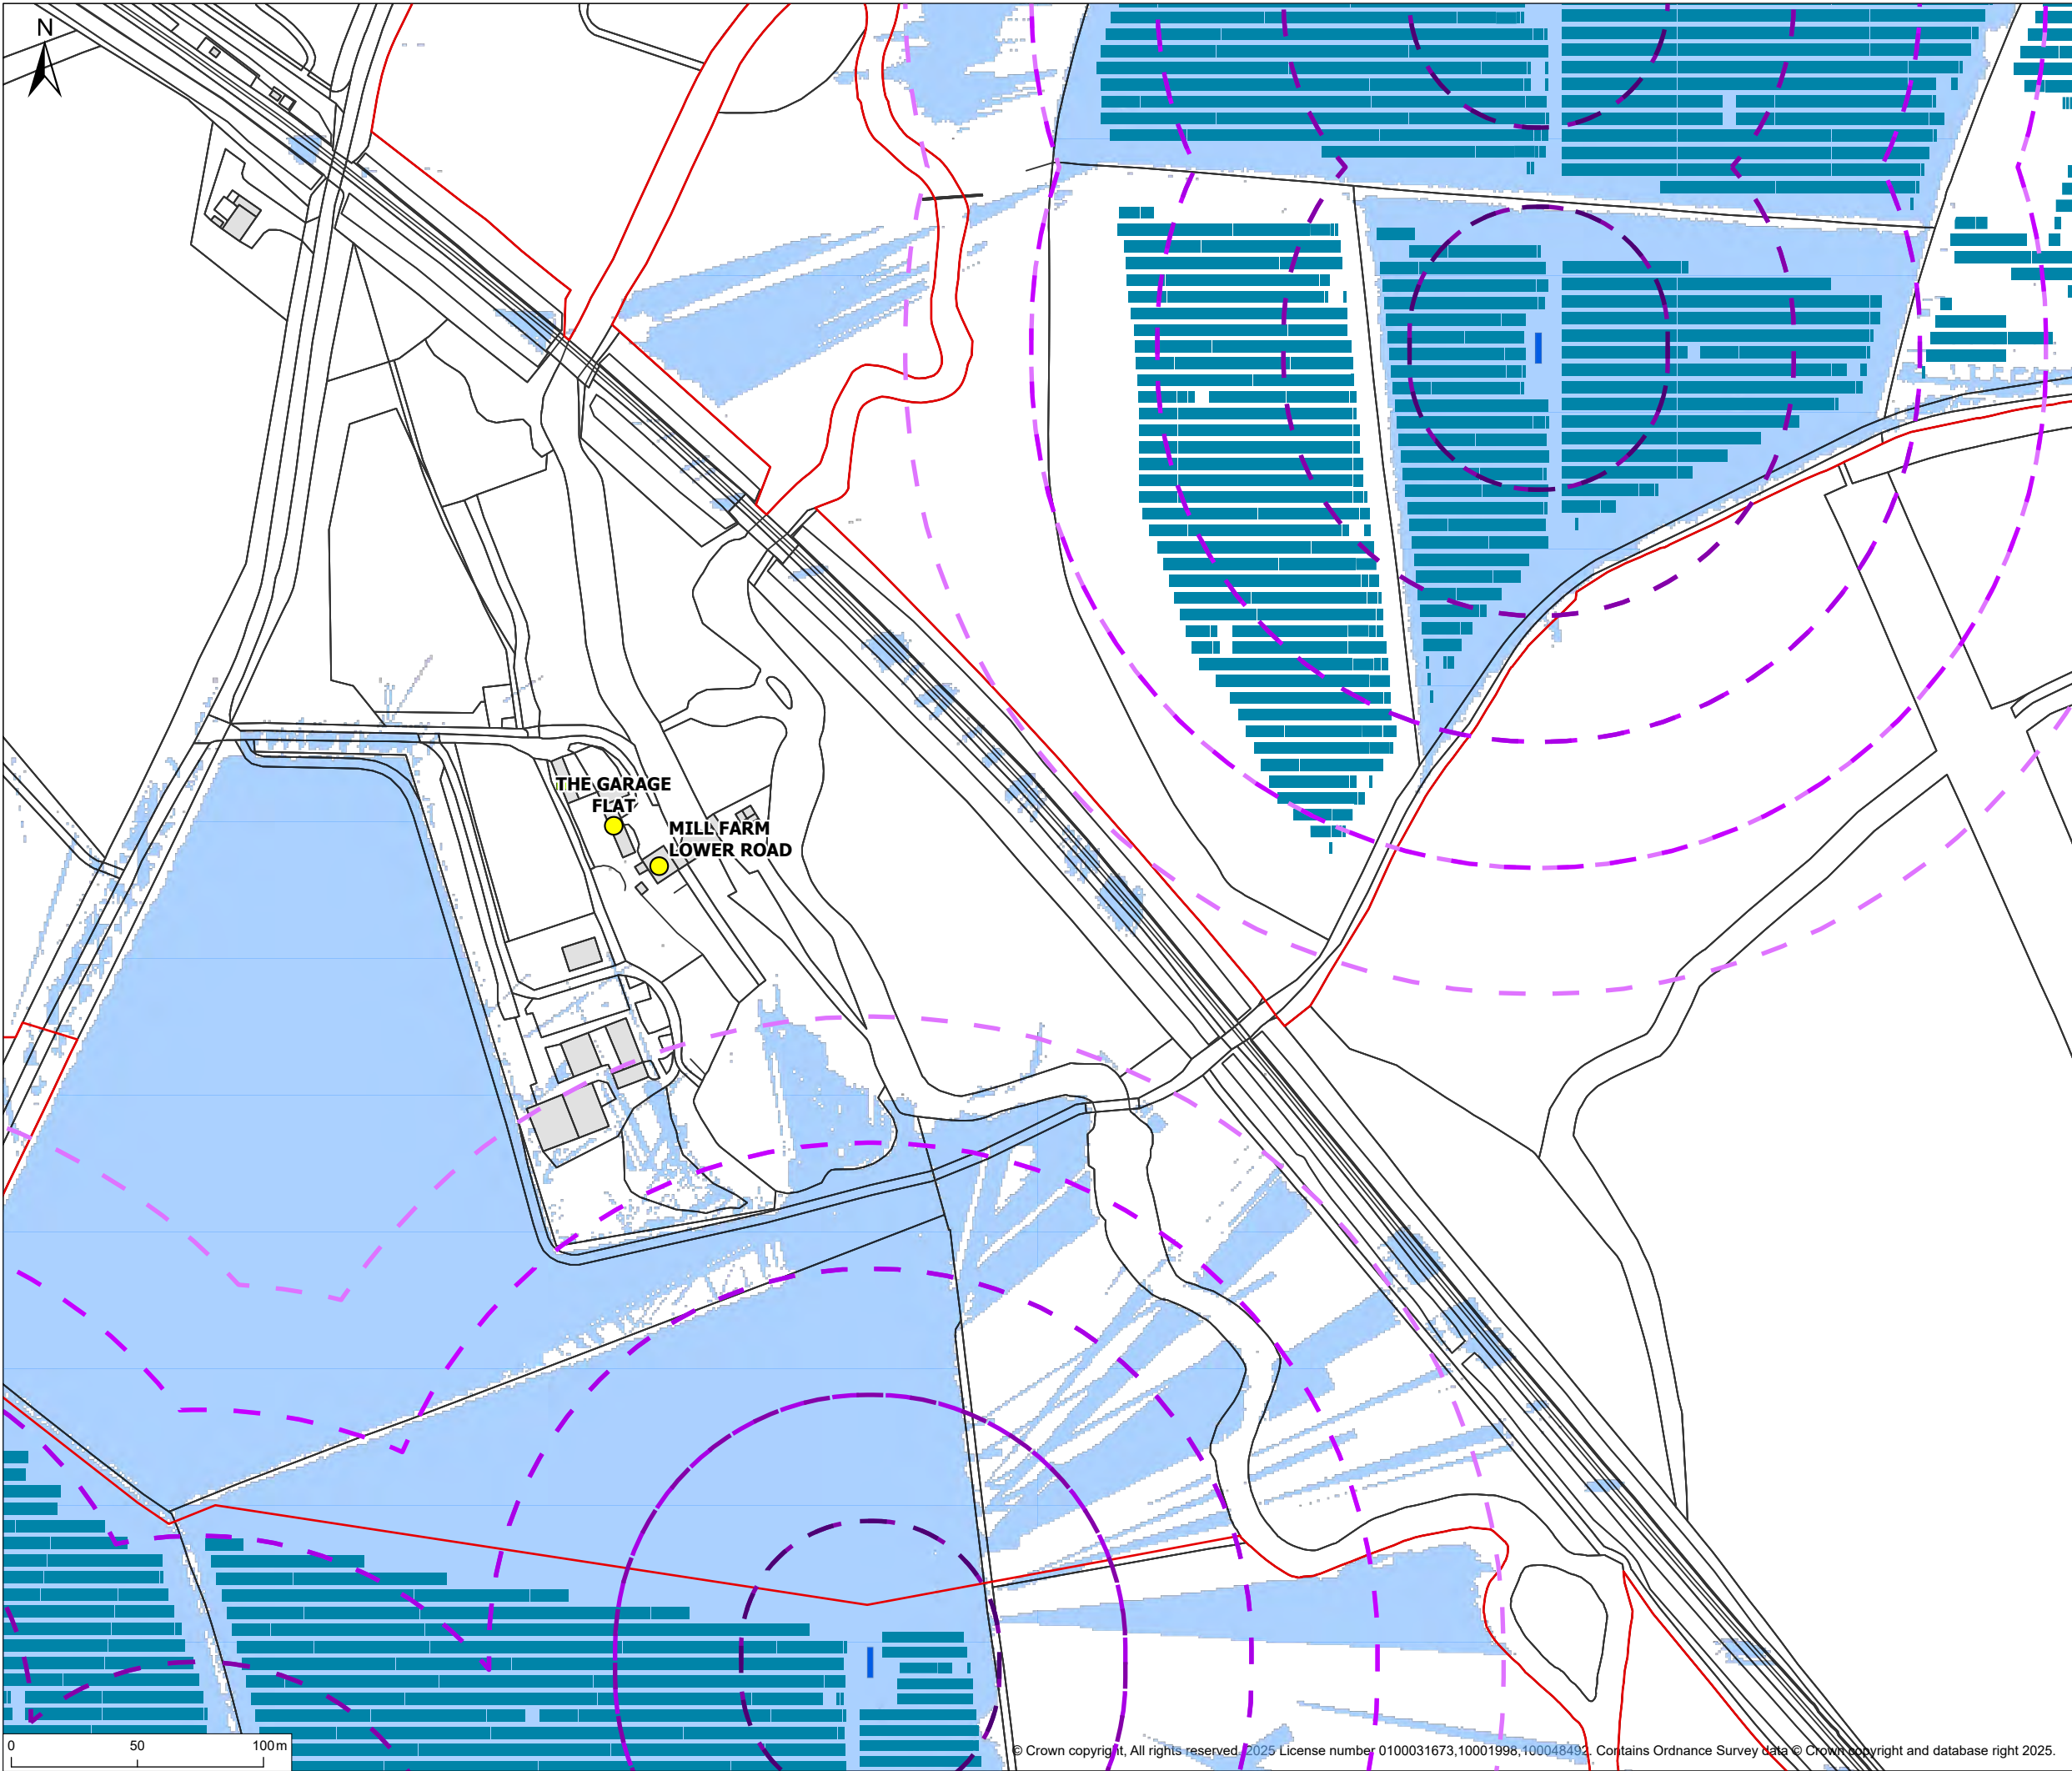 N
THE GARAGE
FLAT
MILL FARM
LOWER ROAD
0 50 100m
© Crown copyright, All rights reserved. 2025 License number 0100031673,10001998,100048492. Contains Ordnance Survey data © Crown copyright and database right 2025.